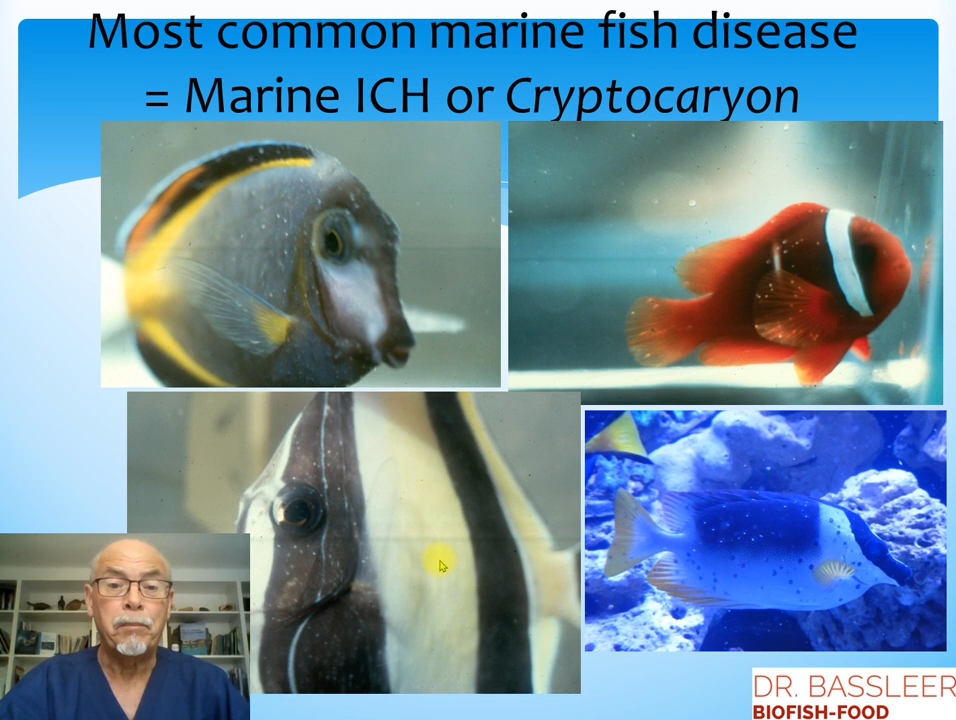 Most common marine fish disease
= Marine ICH or Cryptocaryon
DR. BASSLEER
BIOFISH-FOOD